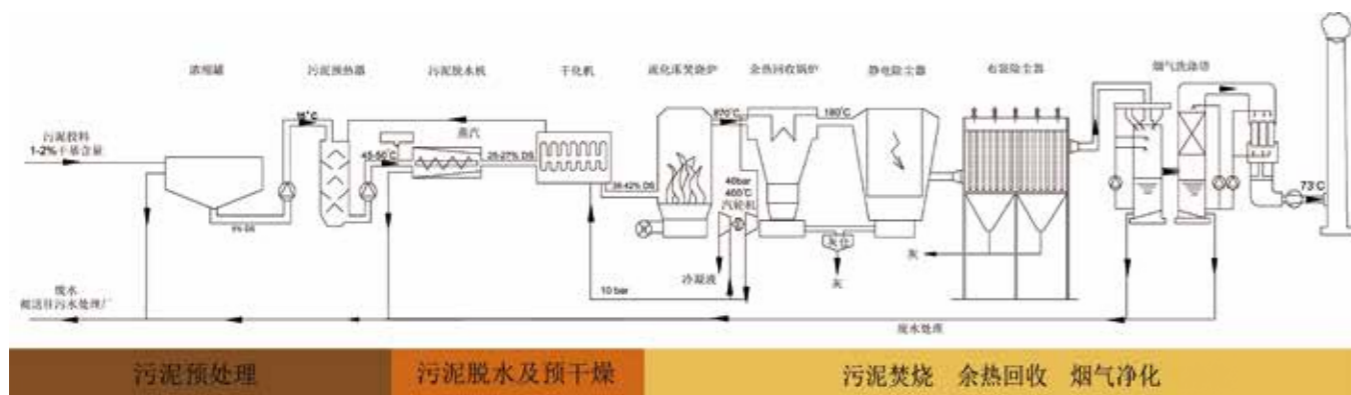 浓缩罐
污泥预热器
污泥脱水机
干化机
流化床焚烧炉
余热回收锅炉
静电除尘器
布袋除尘器
烟气洗涤塔
污泥投料
1-2%干基含量
蒸汽
45-50°C
25-27% DS
38-42% DS
870°C
180°C
40bar
400°C
汽轮机
73 C
灰仓
灰
灰
冷凝液
10 bar
废水
被送往污水处理厂
废水处理
污泥预处理
污泥脱水及预干燥
污泥焚烧 余热回收 烟气净化